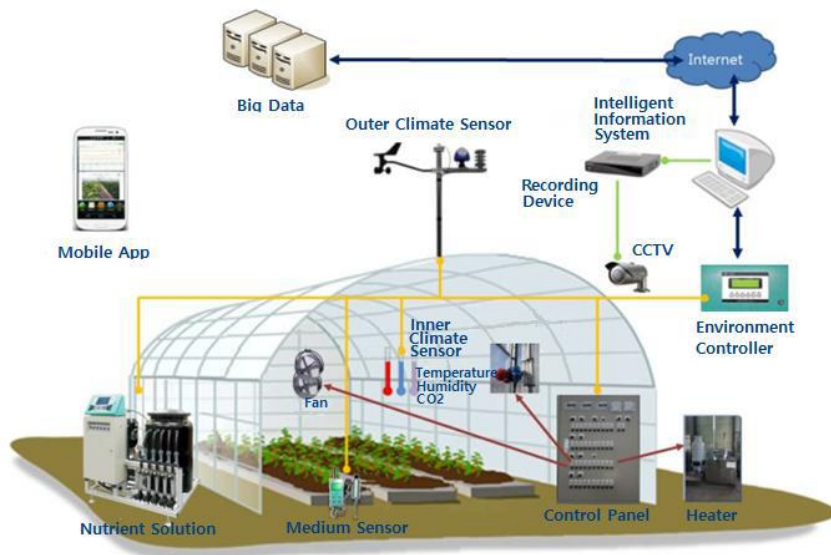 Internet
Big Data
Intelligent
Information
System
Outer Climate Sensor
Recording
Device
CCTV
Mobile App
Environment
Controller
Inner
Climate
Sensor
Temperature
Humidity
CO2
Fan
Nutrient Solution
Medium Sensor
Control Panel
Heater